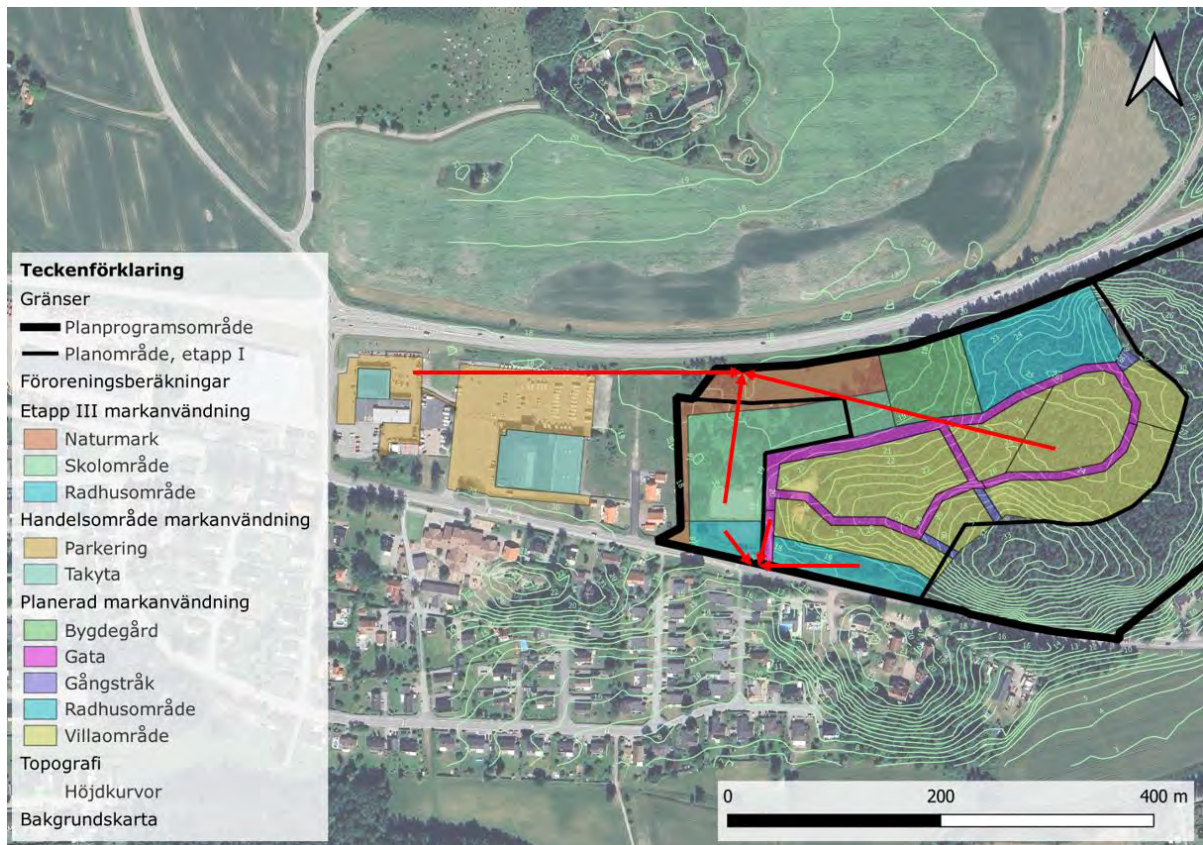 Teckenförklaring
Gränser
Planprogramsområde
Planområde, etapp I
Föroreningsberäkningar
Etapp III markanvändning
Naturmark
Skolområde
Radhusområde
Handelsområde markanvändning
Parkering
Takyta
Planerad markanvändning
Bygdegård
Gata
Gångstråk
Radhusområde
Villaområde
Topografi
Höjdkurvor
Bakgrundskarta
0 200 400 m